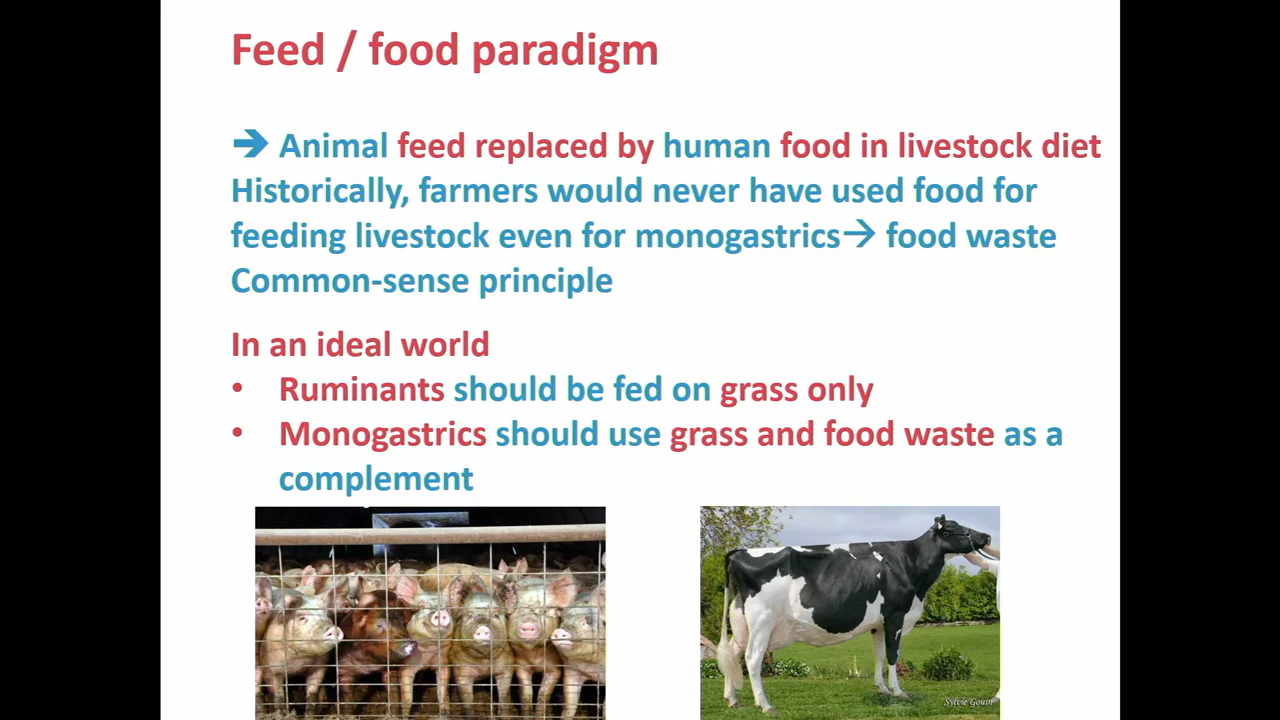 Feed / food paradigm
➔ Animal feed replaced by human food in livestock diet
Historically, farmers would never have used food for
feeding livestock even for monogastrics→ food waste
Common-sense principle
In an ideal world
• Ruminants should be fed on grass only
• Monogastrics should use grass and food waste as a
complement
Sylvie Gouin